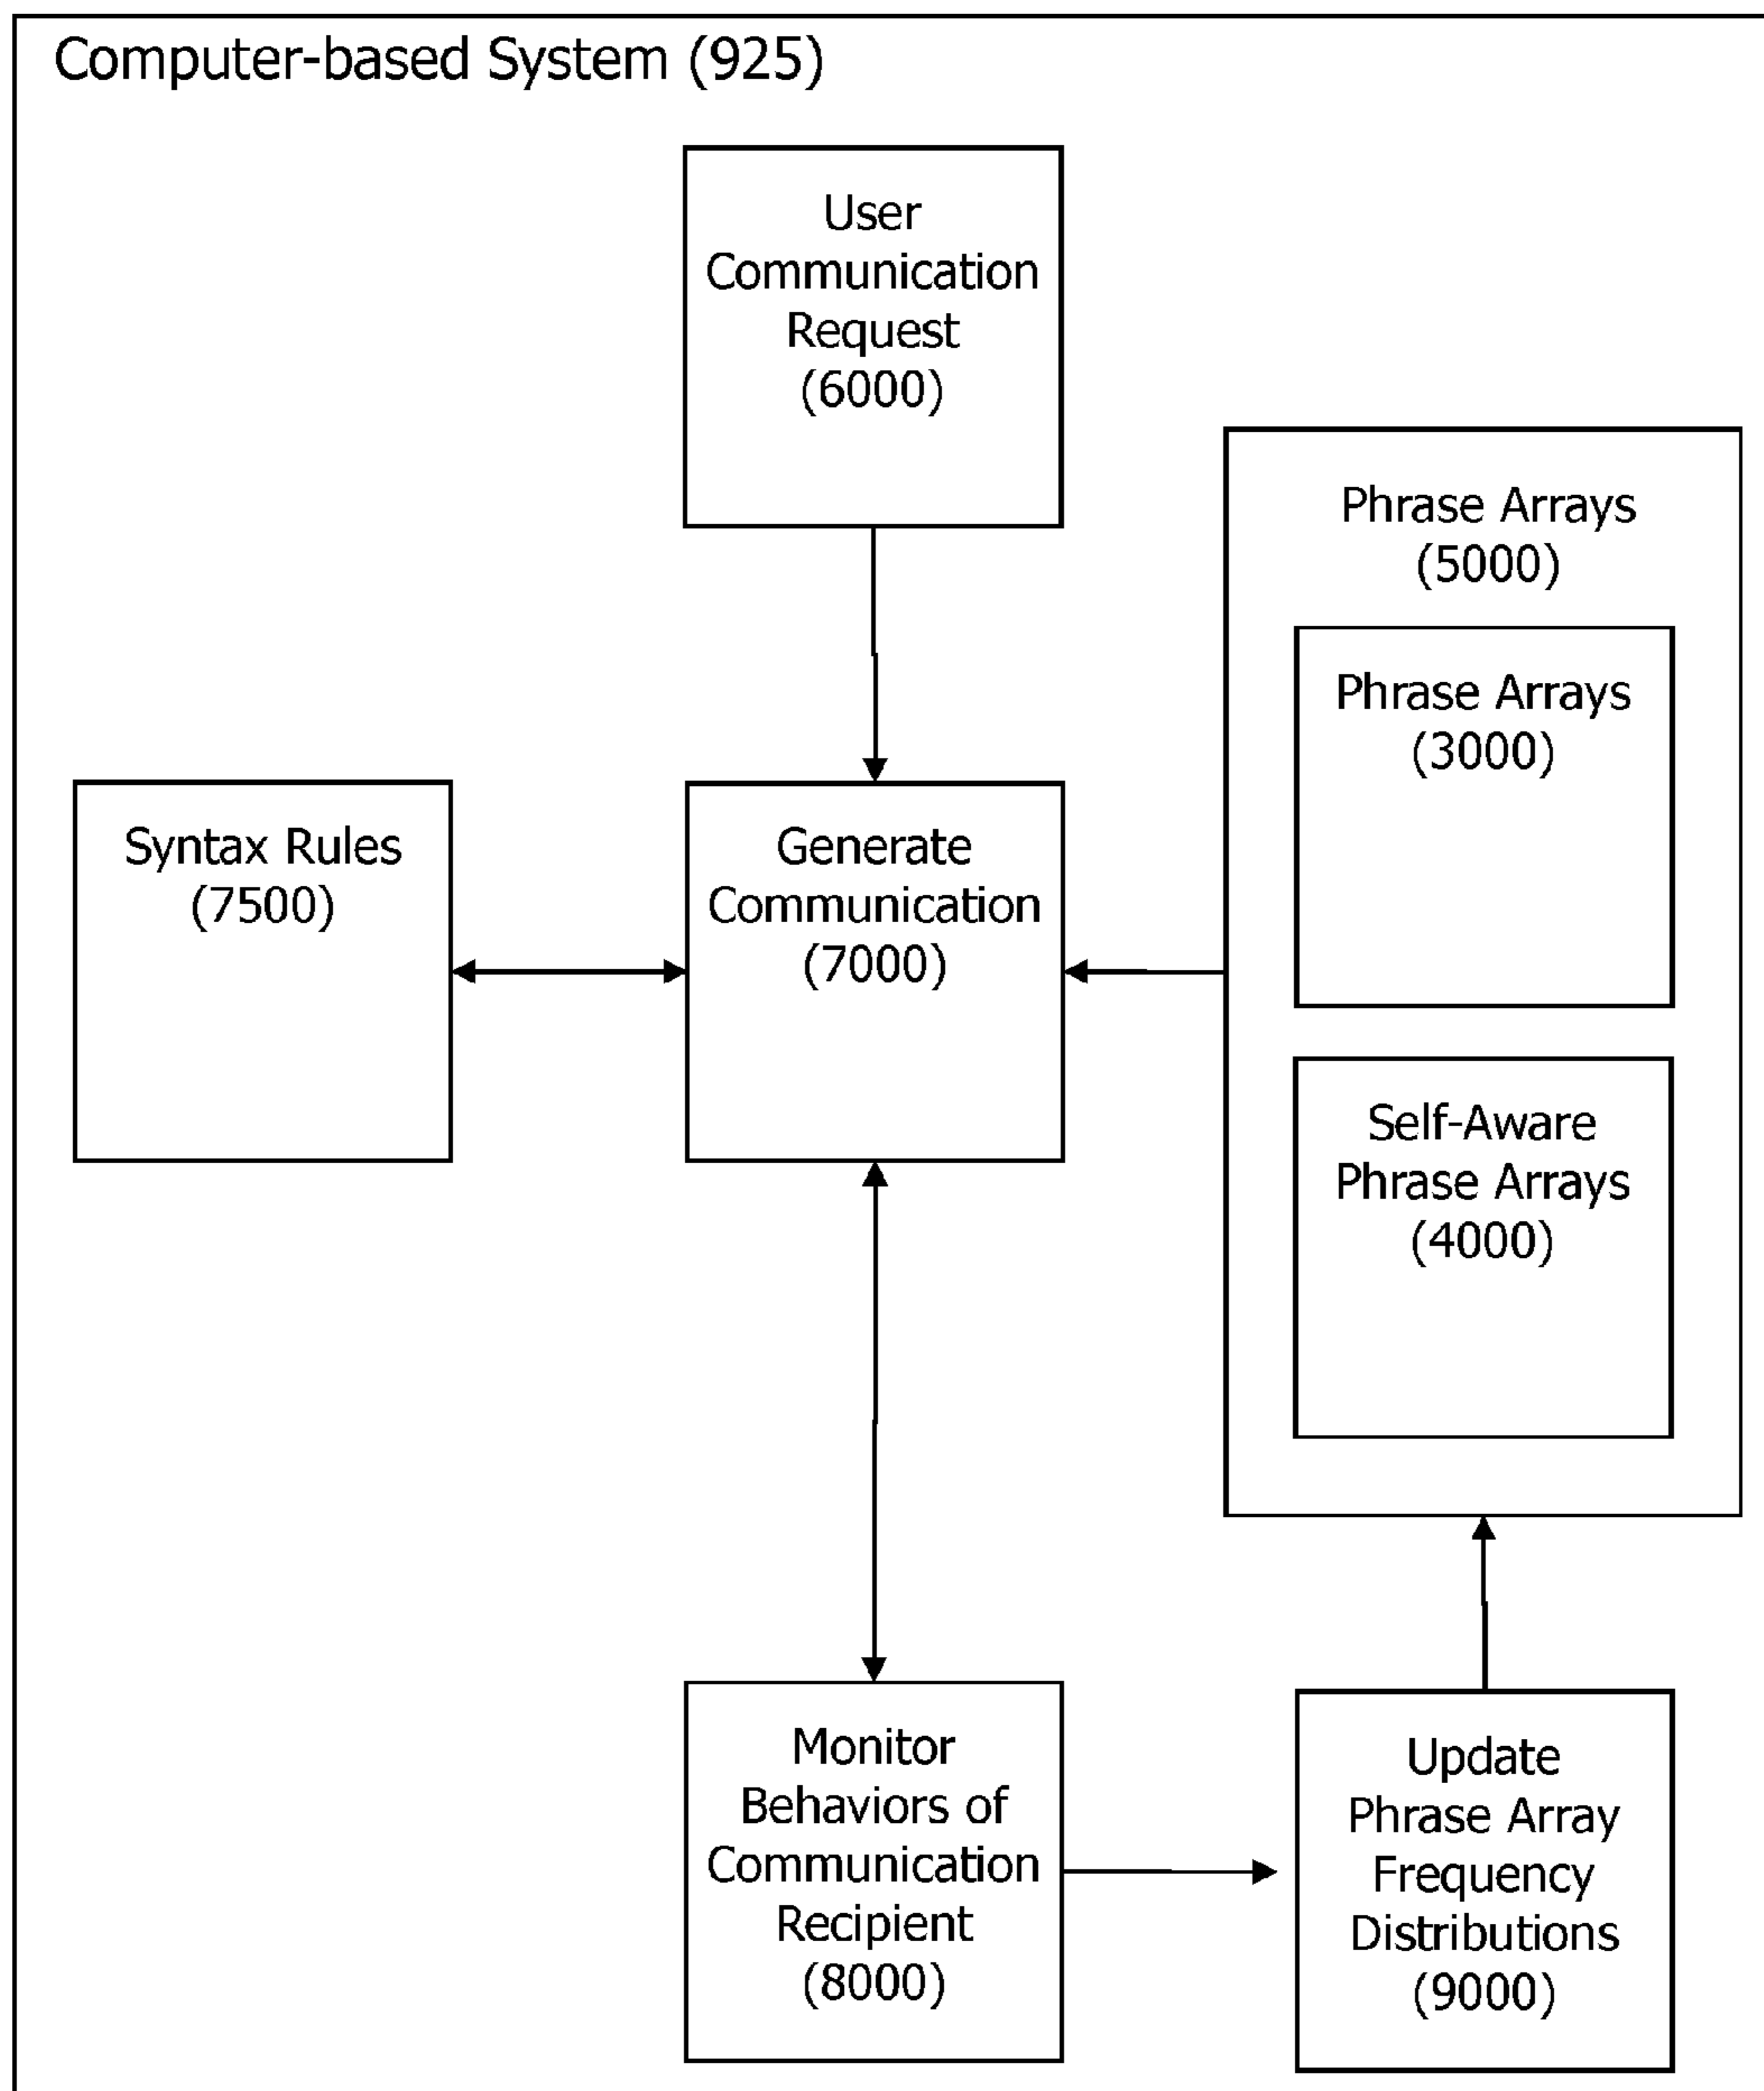 Computer-based System (925)
User
Communication
Request
(6000)
Phrase Arrays
(5000)
Phrase Arrays
(3000)
Syntax Rules
(7500)
Generate
Communication
(7000)
Self-Aware
Phrase Arrays
(4000)
Monitor
Behaviors of
Communication
Recipient
(8000)
Update
Phrase Array
Frequency
Distributions
(9000)